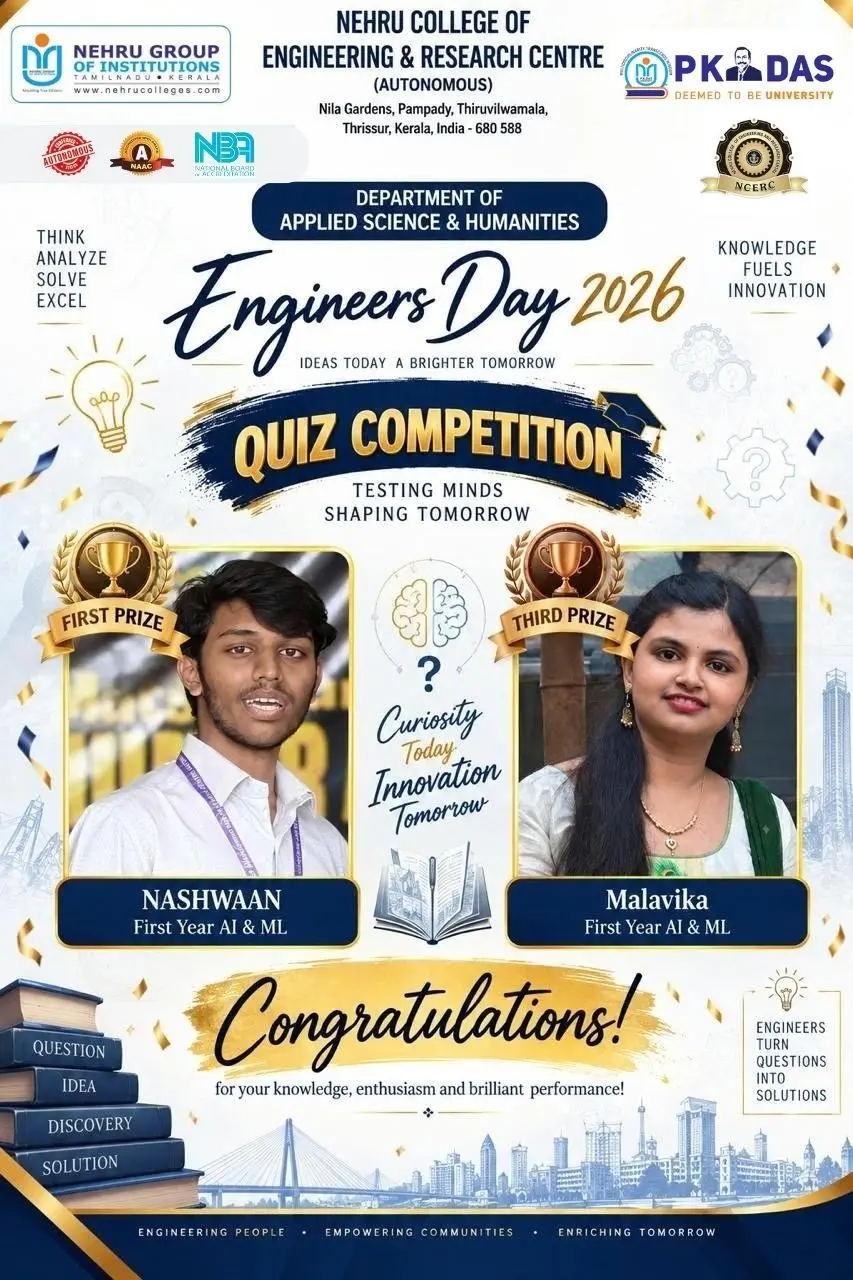 NEHRU GROUP
OF INSTITUTIONS
TAMILNADU • KERALA
www.nehrucolleges.com
NEHRU COLLEGE OF
ENGINEERING & RESEARCH CENTRE
(AUTONOMOUS)
Nila Gardens, Pampady, Thiruvilwamala,
Thrissur, Kerala, India - 680 588
PK DAS
DEEMED TO BE UNIVERSITY
AUTONOMOUS
A
NAAC
NBA
NATIONAL BOARD
of ACCREDITATION
NCERC
DEPARTMENT OF
APPLIED SCIENCE & HUMANITIES
THINK
ANALYZE
SOLVE
EXCEL
KNOWLEDGE
FUELS
INNOVATION
Engineers Day 2026
IDEAS TODAY A BRIGHTER TOMORROW
QUIZ COMPETITION
TESTING MINDS
SHAPING TOMORROW
?
FIRST PRIZE
THIRD PRIZE
?
Curiosity
Today
Innovation
Tomorrow
NASHWAAN
First Year AI & ML
Malavika
First Year AI & ML
Congratulations!
for your knowledge, enthusiasm and brilliant performance!
QUESTION
IDEA
DISCOVERY
SOLUTION
ENGINEERS
TURN
QUESTIONS
INTO
SOLUTIONS
ENGINEERING PEOPLE • EMPOWERING COMMUNITIES • ENRICHING TOMORROW